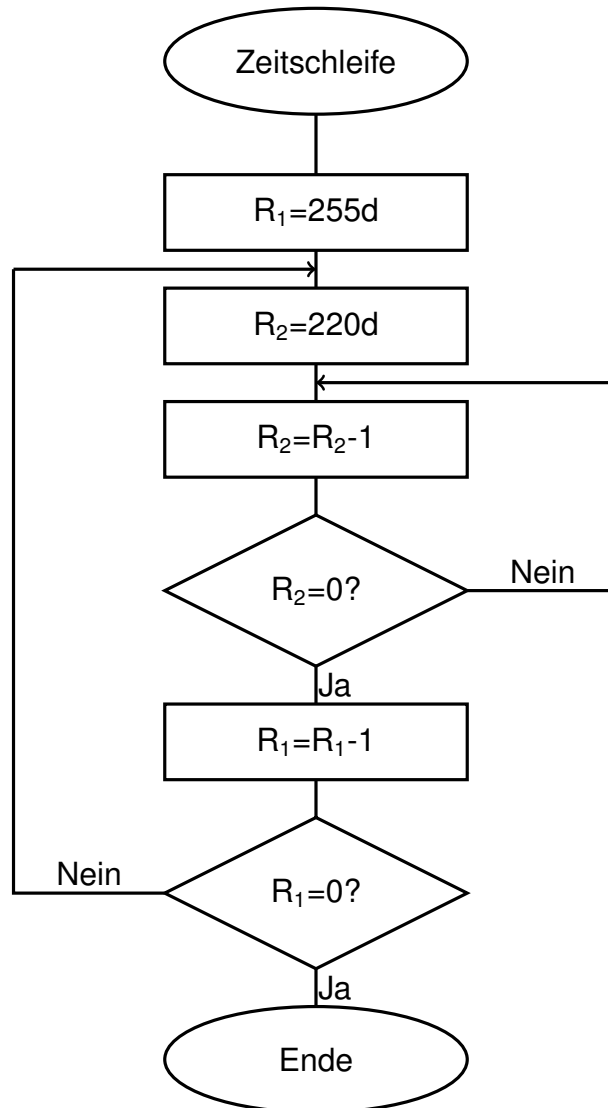 Zeitschleife
R₁=255d
R₂=220d
R₂=R₂-1
R₂=0?
Nein
Ja
R₁=R₁-1
Nein
R₁=0?
Ja
Ende